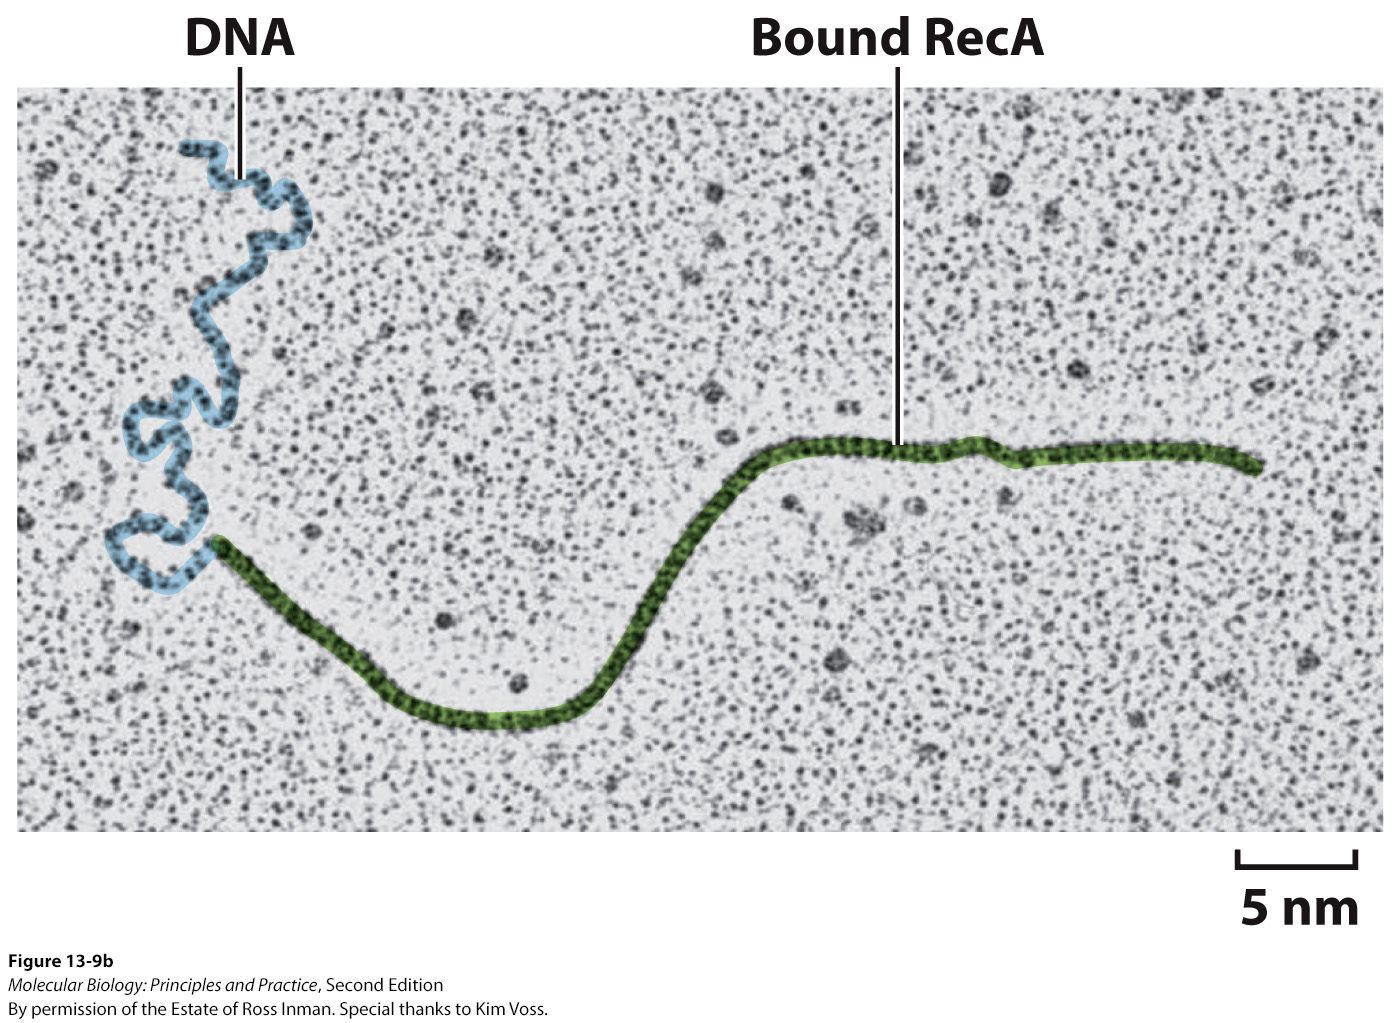 DNA
Bound RecA
5 nm
Figure 13-9b
Molecular Biology: Principles and Practice, Second Edition
By permission of the Estate of Ross Inman. Special thanks to Kim Voss.